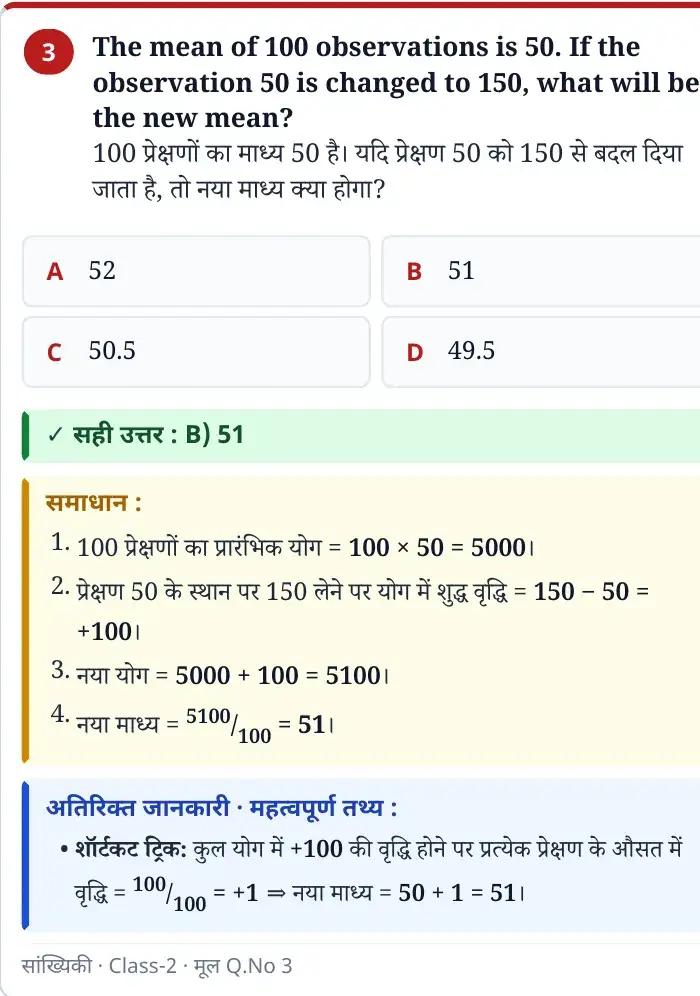 3
The mean of 100 observations is 50. If the
observation 50 is changed to 150, what will be
the new mean?
100 प्रेक्षणों का माध्य 50 है। यदि प्रेक्षण 50 को 150 से बदल दिया
जाता है, तो नया माध्य क्या होगा?
A 52
B 51
C 50.5
D 49.5
✓ सही उत्तर : B) 51
समाधान :
1. 100 प्रेक्षणों का प्रारंभिक योग = 100 × 50 = 5000।
2. प्रेक्षण 50 के स्थान पर 150 लेने पर योग में शुद्ध वृद्धि = 150 − 50 =
+100।
3. नया योग = 5000 + 100 = 5100।
4. नया माध्य = 5100/100 = 51।
अतिरिक्त जानकारी · महत्वपूर्ण तथ्य :
• शॉर्टकट ट्रिक: कुल योग में +100 की वृद्धि होने पर प्रत्येक प्रेक्षण के औसत में
वृद्धि = 100/100 = +1 ⇒ नया माध्य = 50 + 1 = 51।
सांख्यिकी · Class-2 · मूल Q.No 3